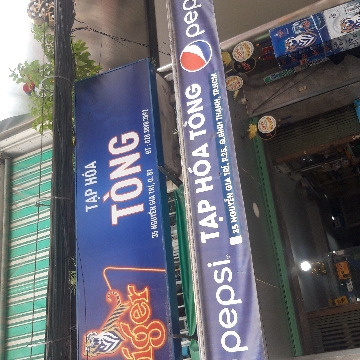 TẠP HÓA
TÒNG
35 NGUYỄN GIA TRÍ, Q. BT
Tiger
pepsi
TẠP HÓA TÒNG
35 NGUYỄN GIA TRÍ, P.25, Q.BÌNH THẠNH, TP.HCM
pepsi